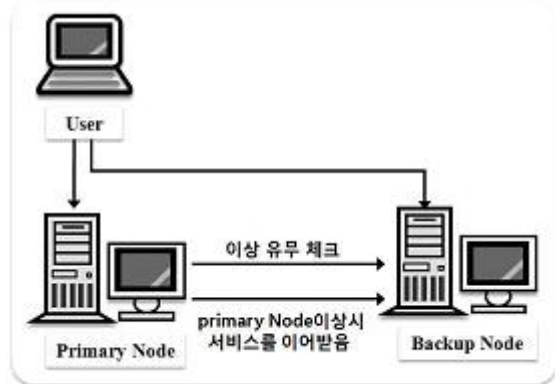 User
이상 유무 체크
primary Node이상시
서비스를 이어받음
Primary Node
Backup Node